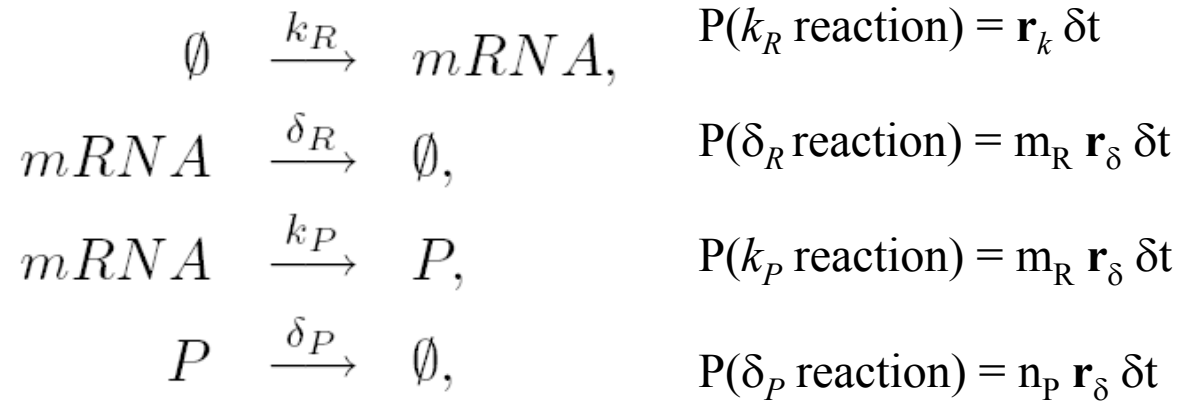 ∅ —k_R→ mRNA, P(k_R reaction) = r_k δt
mRNA —δ_R→ ∅, P(δ_R reaction) = m_R r_δ δt
mRNA —k_P→ P, P(k_P reaction) = m_R r_δ δt
P —δ_P→ ∅, P(δ_P reaction) = n_P r_δ δt